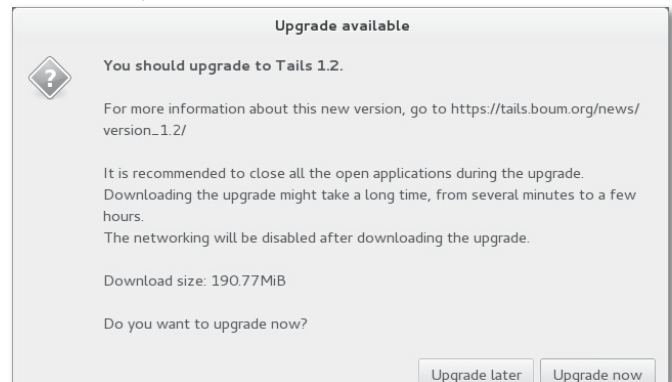 Upgrade available
You should upgrade to Tails 1.2.
For more information about this new version, go to https://tails.boum.org/news/
version_1.2/
It is recommended to close all the open applications during the upgrade.
Downloading the upgrade might take a long time, from several minutes to a few
hours.
The networking will be disabled after downloading the upgrade.
Download size: 190.77MiB
Do you want to upgrade now?
Upgrade later
Upgrade now